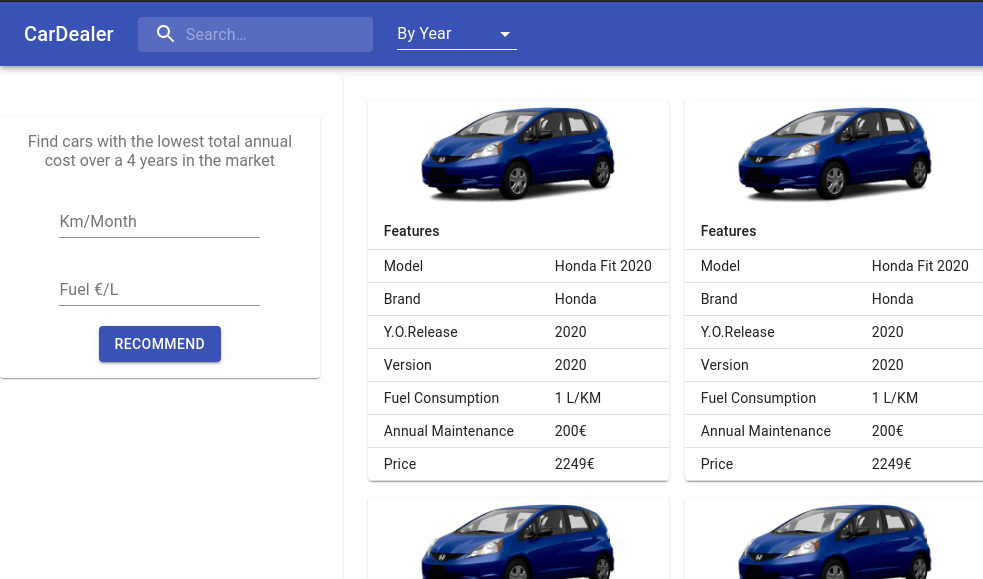 CarDealer Search... By Year
Find cars with the lowest total annual
cost over a 4 years in the market
Km/Month
Fuel €/L
RECOMMEND
Features
Model Honda Fit 2020
Brand Honda
Y.O.Release 2020
Version 2020
Fuel Consumption 1 L/KM
Annual Maintenance 200€
Price 2249€
Features
Model Honda Fit 2020
Brand Honda
Y.O.Release 2020
Version 2020
Fuel Consumption 1 L/KM
Annual Maintenance 200€
Price 2249€